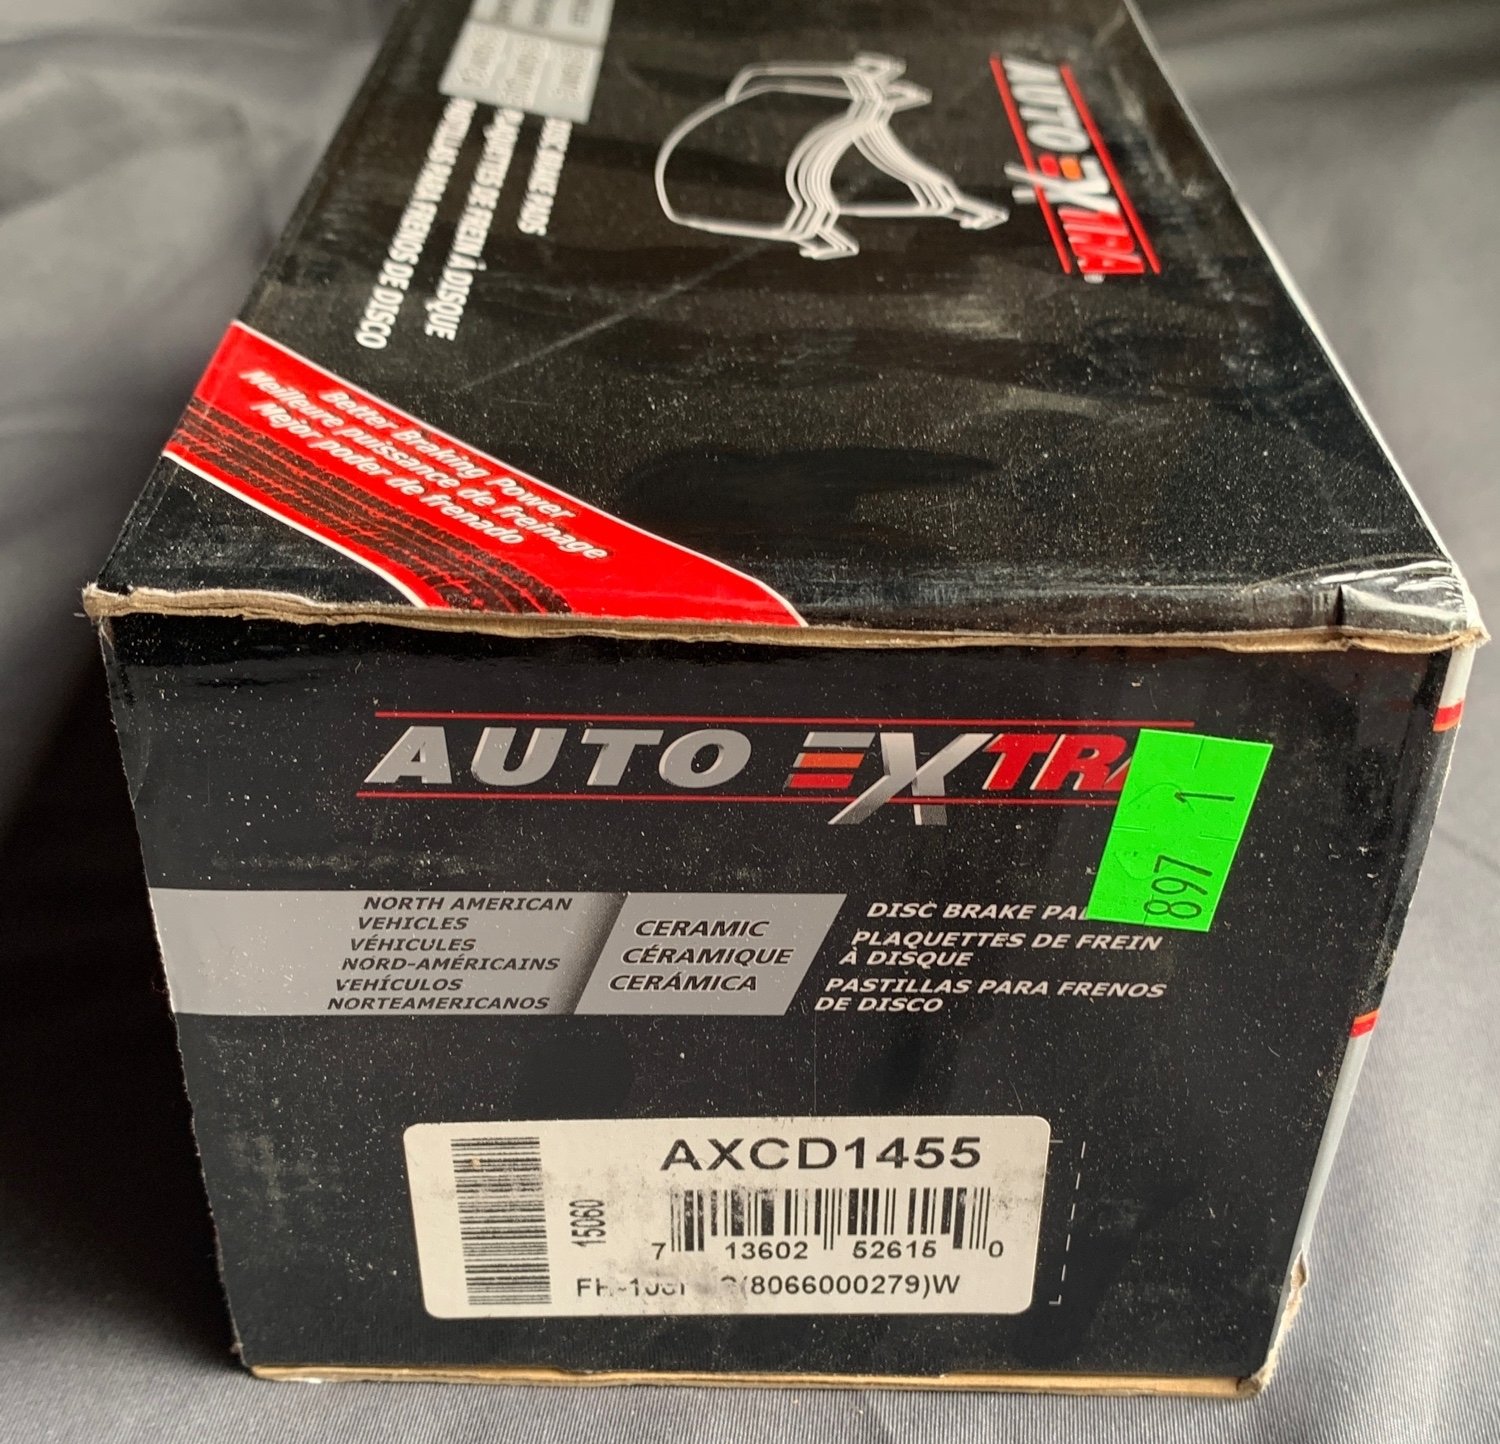 AUTO EXTRA
DISC BRAKE PADS
PLAQUETTES DE FREIN À DISQUE
PASTILLAS PARA FRENOS DE DISCO
Better Braking Power
Meilleure puissance de freinage
Mejor poder de frenado
AUTO EXTRA
897 1
NORTH AMERICAN
VEHICLES
VÉHICULES
NORD-AMÉRICAINS
VEHÍCULOS
NORTEAMERICANOS
CERAMIC
CÉRAMIQUE
CERÁMICA
DISC BRAKE
PLAQUETTES DE FREIN
À DISQUE
PASTILLAS PARA FRENOS
DE DISCO
AXCD1455
15060
7 13602 52615 0
(8066000279)W